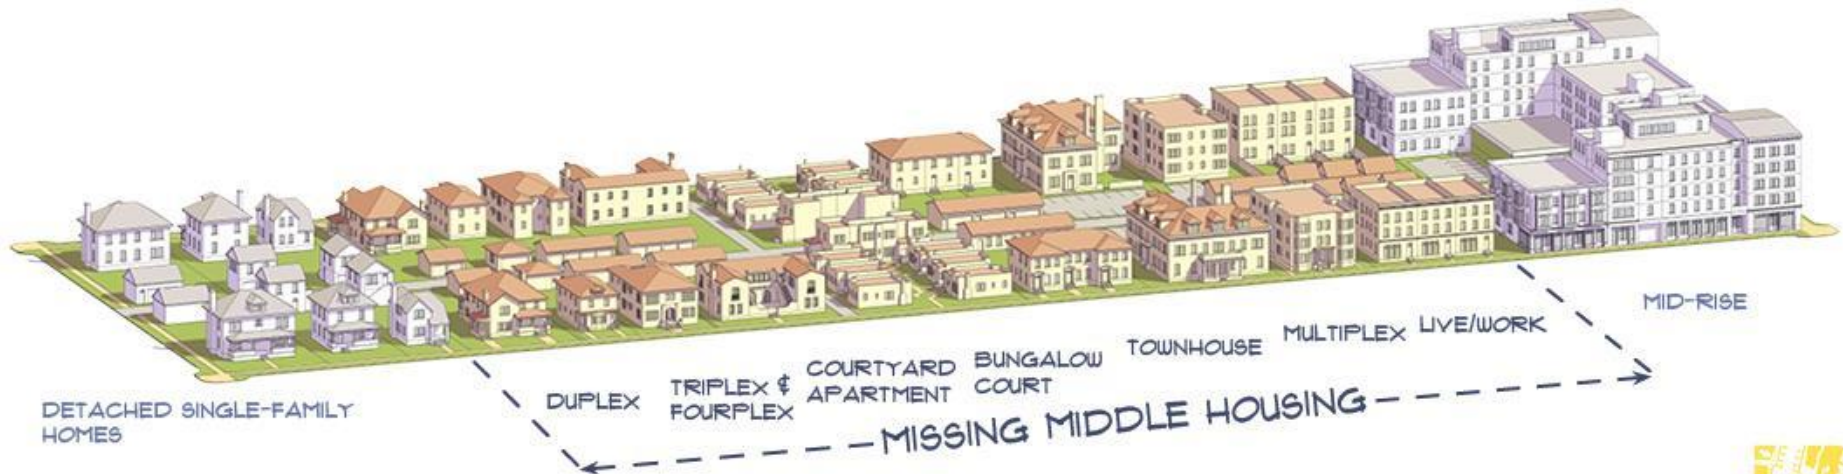 DETACHED SINGLE-FAMILY
HOMES
DUPLEX
TRIPLEX &
FOURPLEX
COURTYARD
APARTMENT
BUNGALOW
COURT
TOWNHOUSE
MULTIPLEX
LIVE/WORK
MID-RISE
MISSING MIDDLE HOUSING